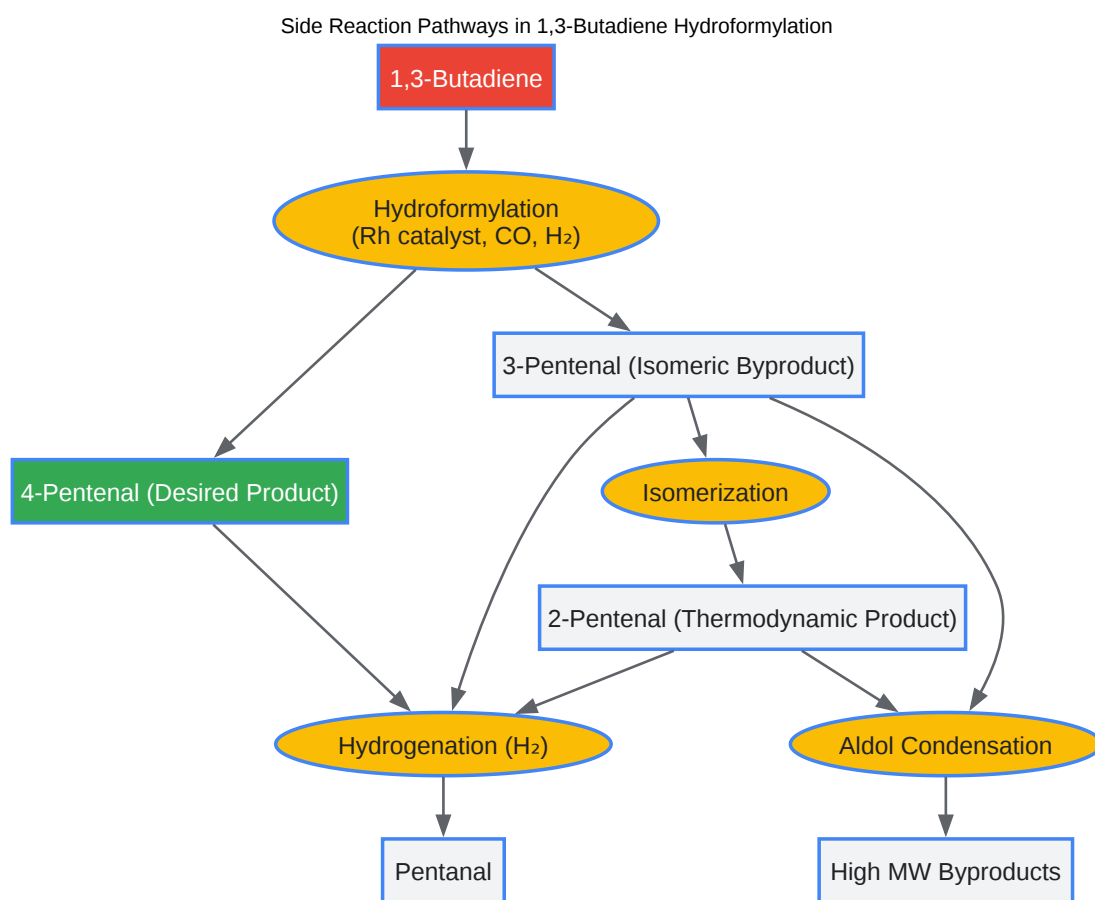 Side Reaction Pathways in 1,3-Butadiene Hydroformylation
1,3-Butadiene
Hydroformylation
(Rh catalyst, CO, H₂)
3-Pentenal (Isomeric Byproduct)
4-Pentenal (Desired Product)
Isomerization
2-Pentenal (Thermodynamic Product)
Hydrogenation (H₂)
Aldol Condensation
Pentanal
High MW Byproducts